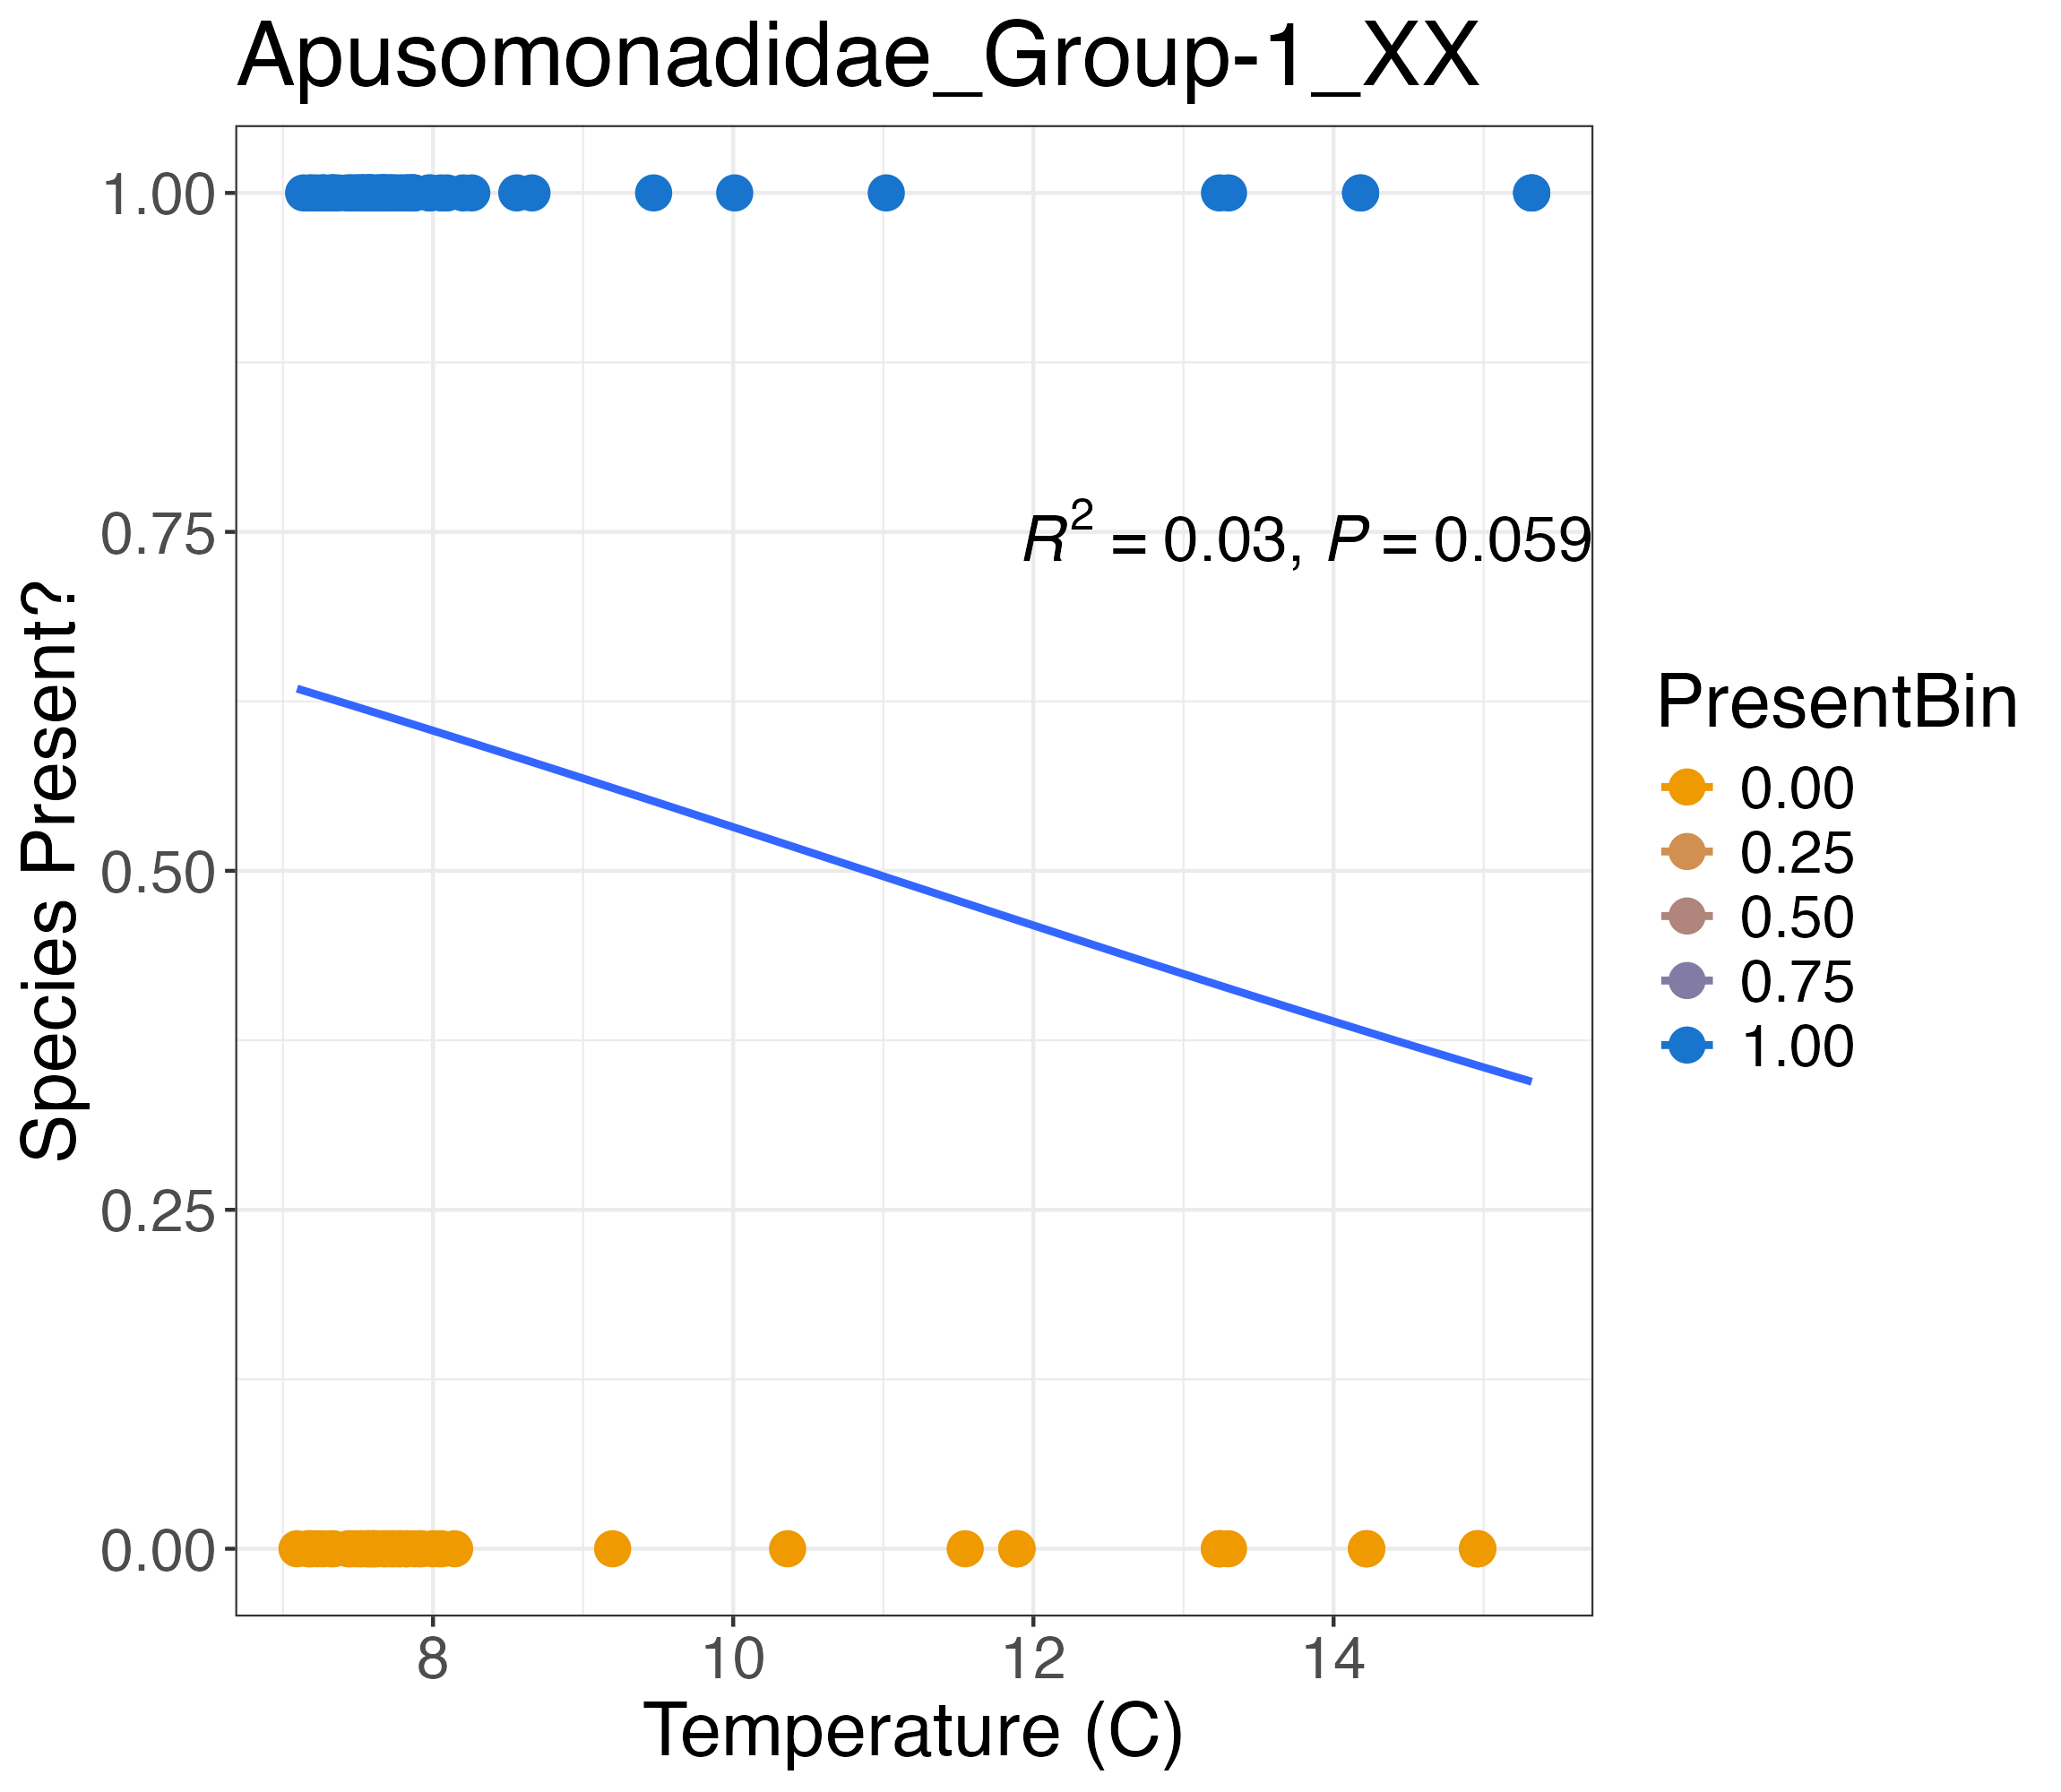 Apusomonadidae_Group-1_XX
1.00
0.75
0.50
0.25
0.00
Species Present?
R² = 0.03, P = 0.059
8 10 12 14
Temperature (C)
PresentBin
0.00
0.25
0.50
0.75
1.00